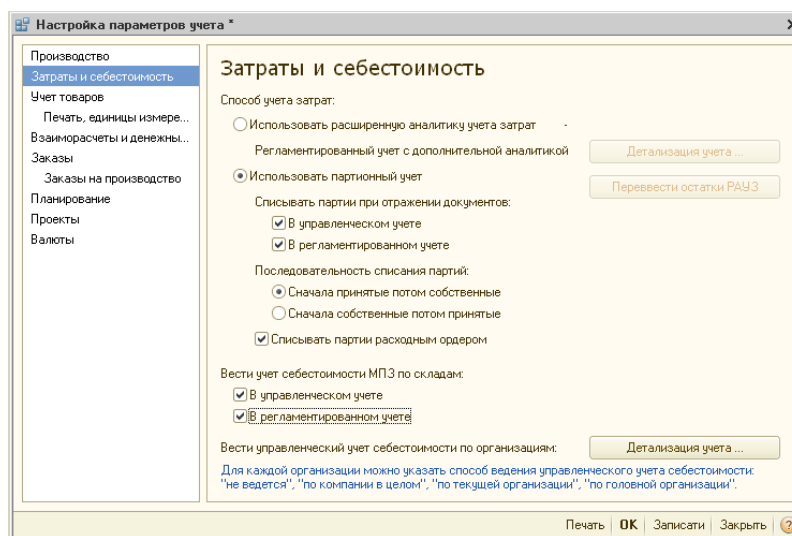 Настройка параметров учета *
Производство
Затраты и себестоимость
Учет товаров
Печать, единицы измере...
Взаиморасчеты и денежны...
Заказы
Заказы на производство
Планирование
Проекты
Валюты
Затраты и себестоимость
Способ учета затрат:
Использовать расширенную аналитику учета затрат -
Регламентированный учет с дополнительной аналитикой
Детализация учета ...
Использовать партионный учет
Переввести остатки РАУЗ
Списывать партии при отражении документов:
В управленческом учете
В регламентированном учете
Последовательность списания партий:
Сначала принятые потом собственные
Сначала собственные потом принятые
Списывать партии расходным ордером
Вести учет себестоимости МПЗ по складам:
В управленческом учете
В регламентированном учете
Вести управленческий учет себестоимости по организациям:
Детализация учета ...
Для каждой организации можно указать способ ведения управленческого учета себестоимости:
"не ведется", "по компании в целом", "по текущей организации", "по головной организации".
Печать OK Записати Закрыть ?